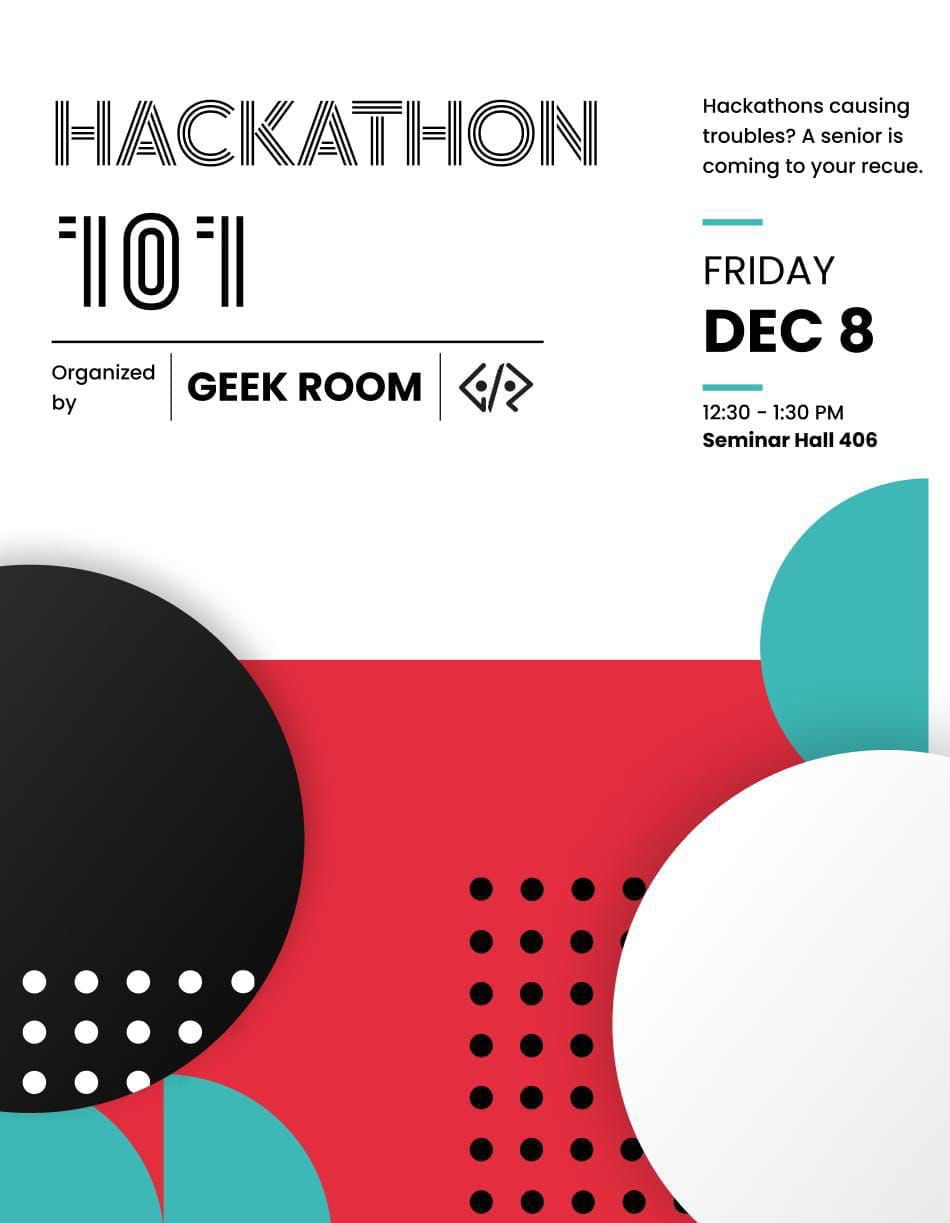 HACKATHON
101
Organized
by
GEEK ROOM
</>
Hackathons causing
troubles? A senior is
coming to your recue.
FRIDAY
DEC 8
12:30 - 1:30 PM
Seminar Hall 406